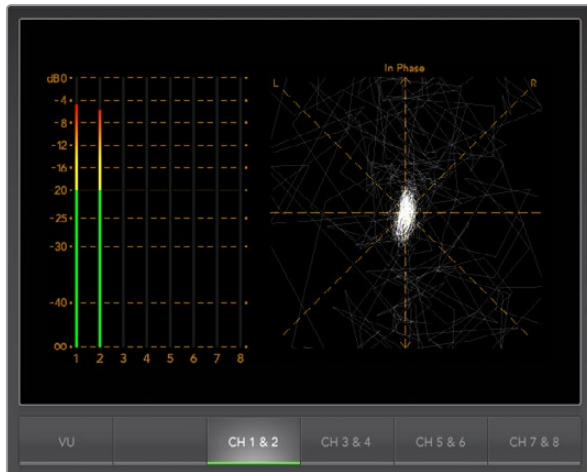 In Phase
dB0
-4
-8
-12
-16
-20
-25
-30
-40
∞
1 2 3 4 5 6 7 8
L
R
VU
CH 1 & 2
CH 3 & 4
CH 5 & 6
CH 7 & 8